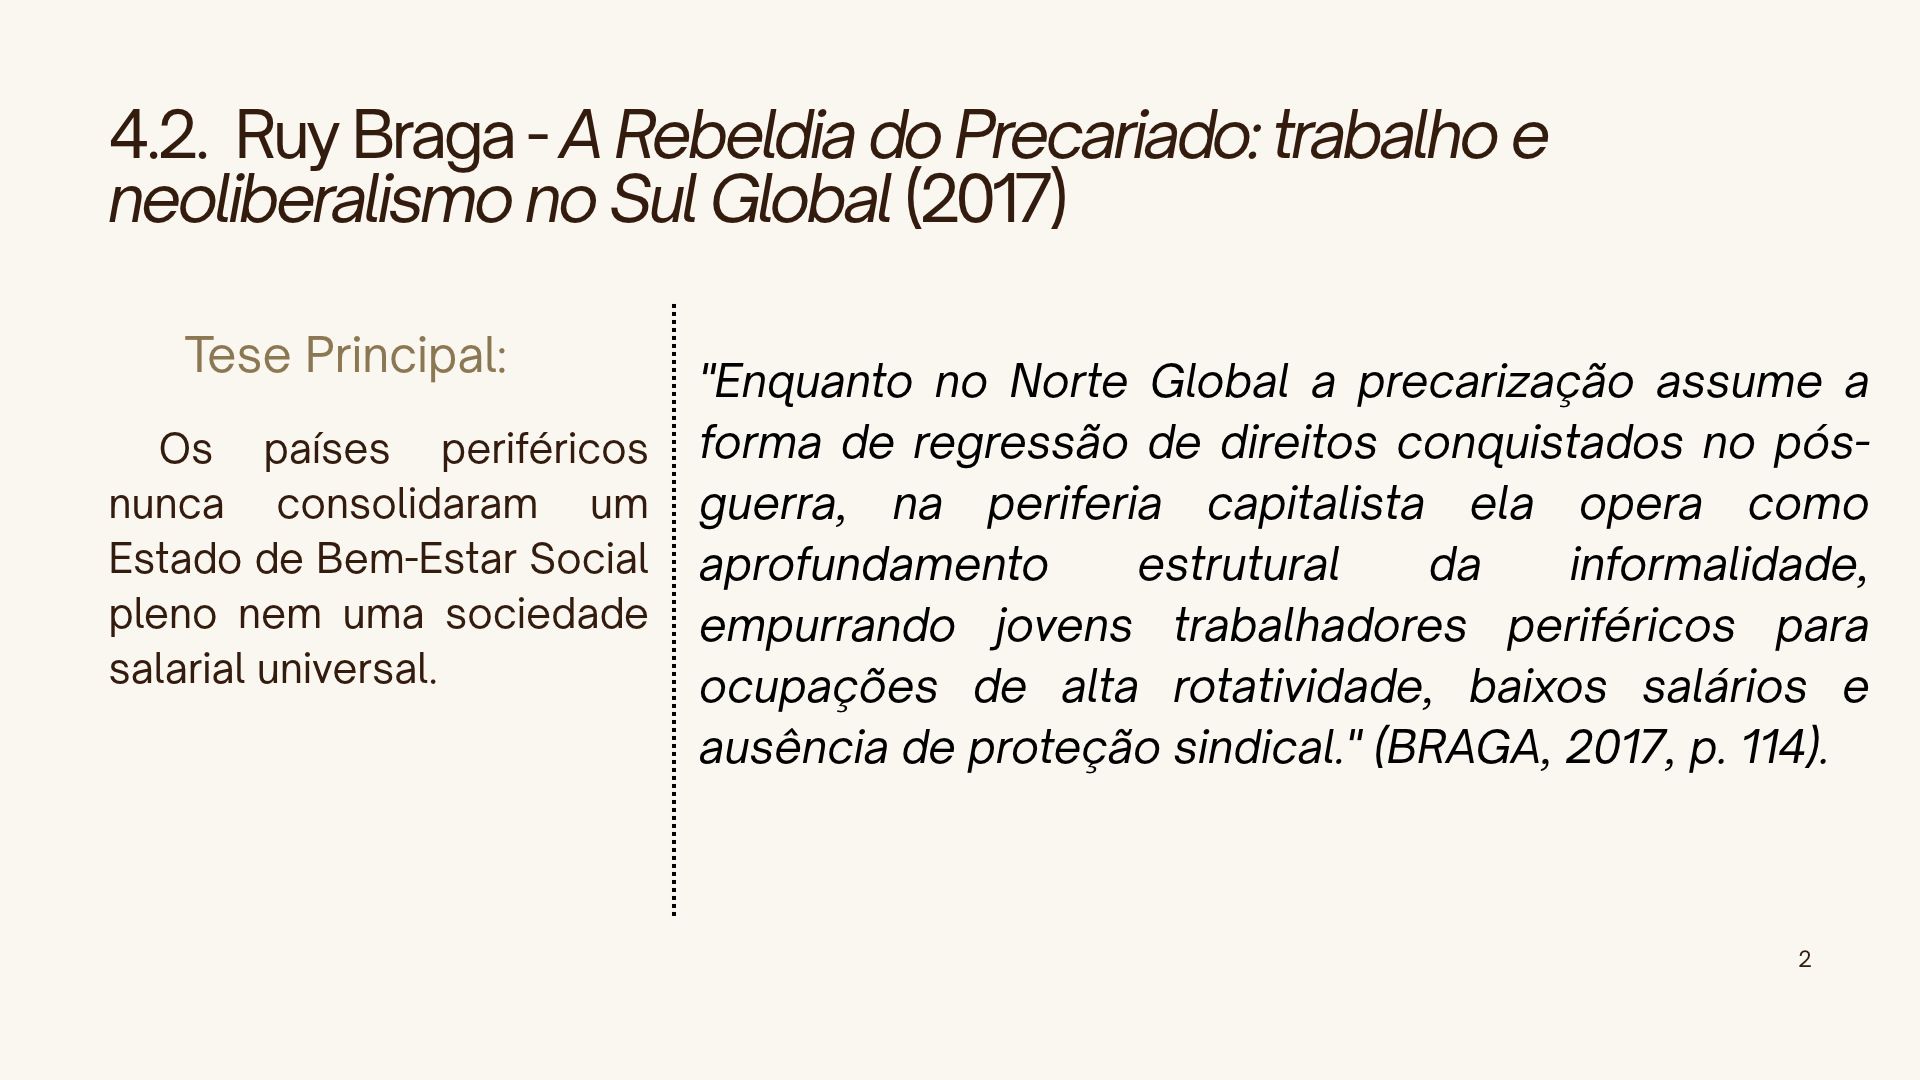 4.2. Ruy Braga - A Rebeldia do Precariado: trabalho e
neoliberalismo no Sul Global (2017)
Tese Principal:
Os países periféricos
nunca consolidaram um
Estado de Bem-Estar Social
pleno nem uma sociedade
salarial universal.
"Enquanto no Norte Global a precarização assume a
forma de regressão de direitos conquistados no pós-
guerra, na periferia capitalista ela opera como
aprofundamento estrutural da informalidade,
empurrando jovens trabalhadores periféricos para
ocupações de alta rotatividade, baixos salários e
ausência de proteção sindical." (BRAGA, 2017, p. 114).
2